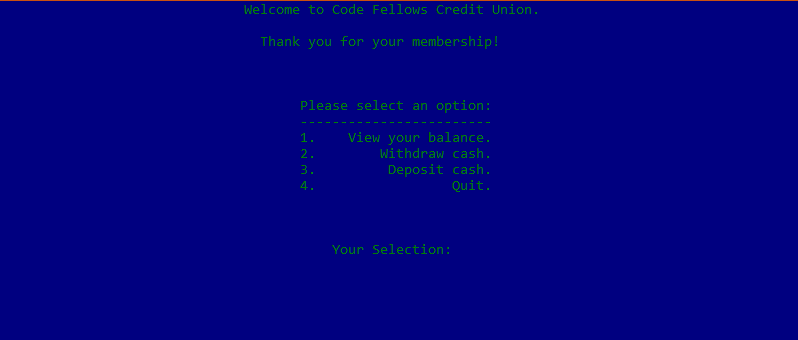 Welcome to Code Fellows Credit Union.
Thank you for your membership!
Please select an option:
------------------------
1. View your balance.
2. Withdraw cash.
3. Deposit cash.
4. Quit.
Your Selection: